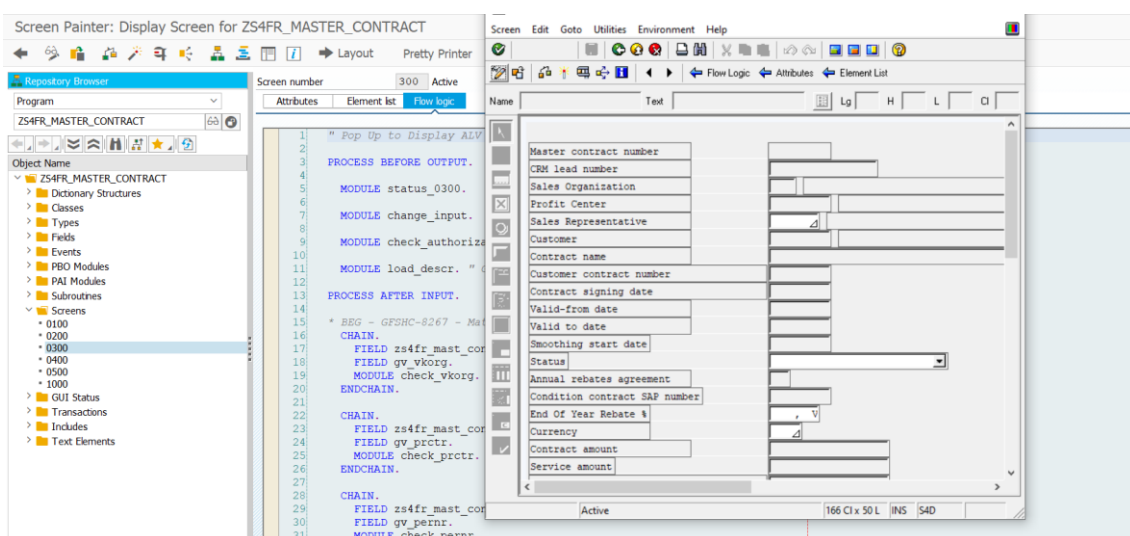 Screen Painter: Display Screen for ZS4FR_MASTER_CONTRACT
Layout Pretty Printer
Repository Browser
Program
ZS4FR_MASTER_CONTRACT
Object Name
ZS4FR_MASTER_CONTRACT
Dictionary Structures
Classes
Types
Fields
Events
PBO Modules
PAI Modules
Subroutines
Screens
0100
0200
0300
0400
0500
1000
GUI Status
Transactions
Includes
Text Elements
Screen number 300 Active
Attributes Element list Flow logic
1 " Pop Up to Display ALV
2
3 PROCESS BEFORE OUTPUT.
4
5 MODULE status_0300.
6
7 MODULE change_input.
8
9 MODULE check_authoriza
10
11 MODULE load_descr. "
12
13 PROCESS AFTER INPUT.
14
15 * BEG - GFSHC-8267 - Mat
16 CHAIN.
17 FIELD zs4fr_mast_con
18 FIELD gv_vkorg.
19 MODULE check_vkorg.
20 ENDCHAIN.
21
22 CHAIN.
23 FIELD zs4fr_mast_con
24 FIELD gv_prctr.
25 MODULE check_prctr.
26 ENDCHAIN.
27
28 CHAIN.
29 FIELD zs4fr_mast_con
30 FIELD gv_pernr.
31 MODULE check_pernr
Screen Edit Goto Utilities Environment Help
Flow Logic Attributes Element List
Name Text Lg H L Cl
Master contract number
CRM lead number
Sales Organization
Profit Center
Sales Representative
Customer
Contract name
Customer contract number
Contract signing date
Valid-from date
Valid to date
Smoothing start date
Status
Annual rebates agreement
Condition contract SAP number
End Of Year Rebate % , V
Currency
Contract amount
Service amount
Active 166 Cl x 50 L INS S4D